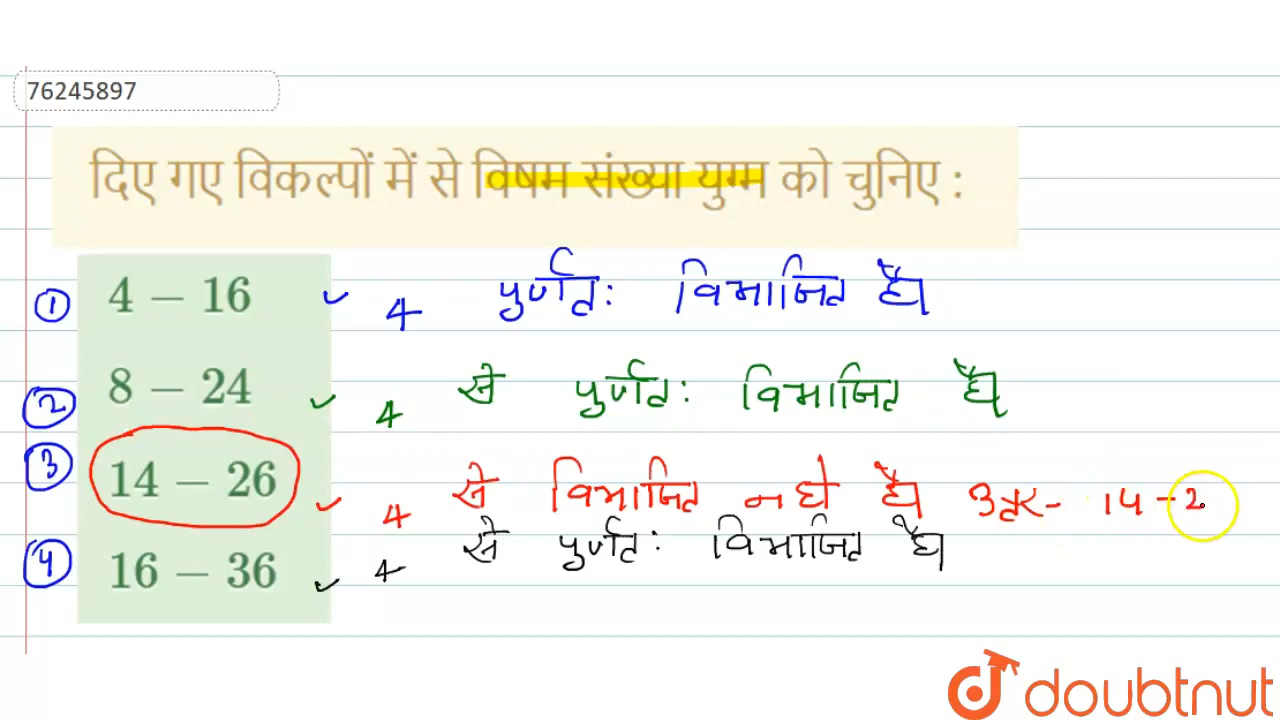 76245897
दिए गए विकल्पों में से विषम संख्या युग्म को चुनिए :
① 4 – 16 ✓ 4 पुर्णतः विभाजित है
② 8 – 24 ✓ 4 से पुर्णतः विभाजित है
③ 14 – 26 ✓ 4 से विभाजित नही है उत्तर- 14-2
④ 16 – 36 ✓ 4 से पुर्णतः विभाजित है
doubtnut